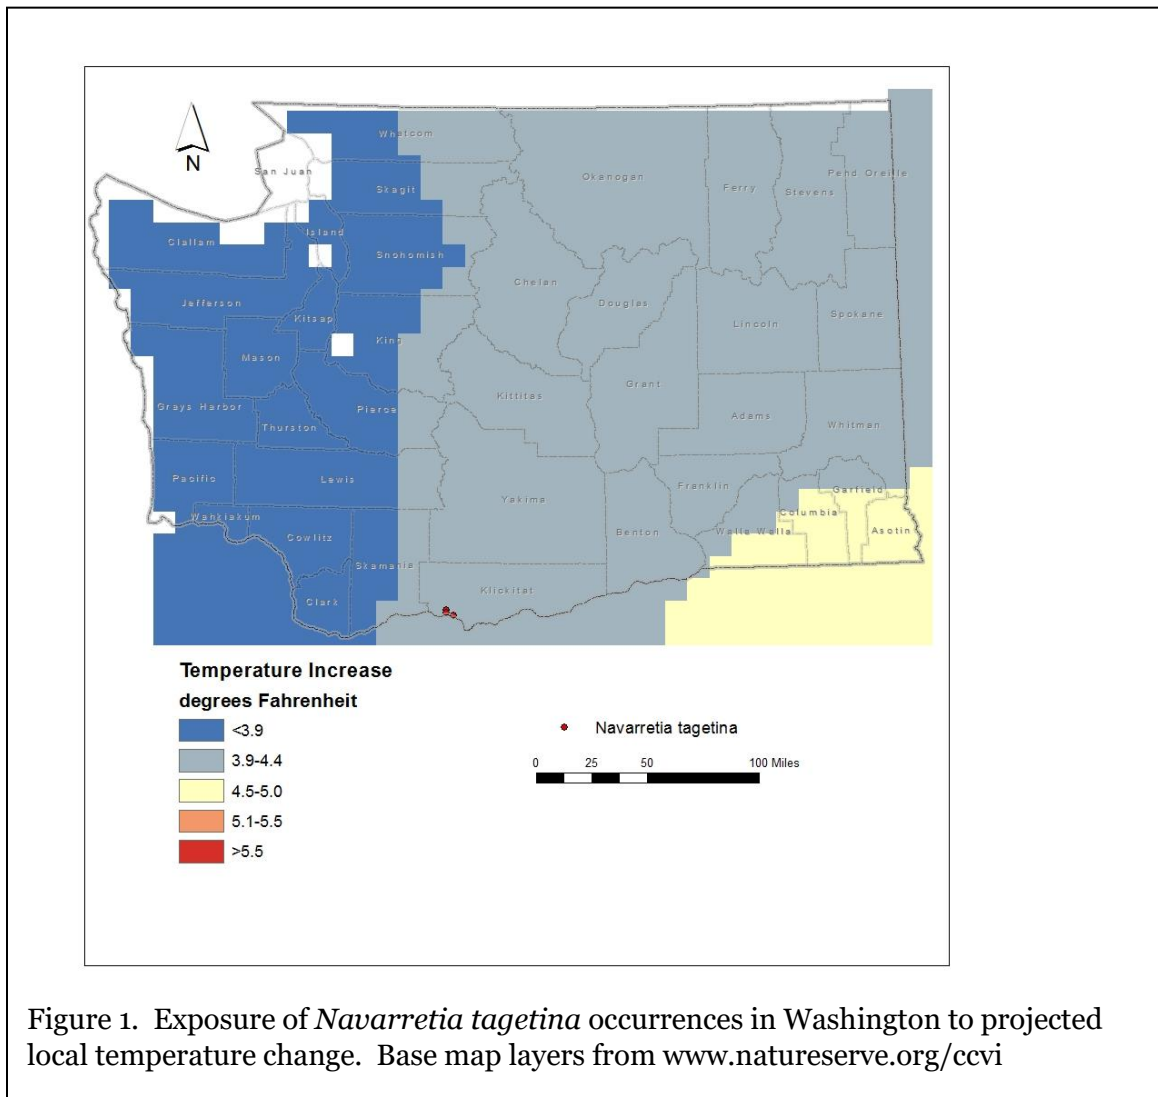 N
Whatcom
San Juan
Skagit
Okanogan
Ferry
Stevens
Pend Oreille
Clallam
Island
Snohomish
Chelan
Jefferson
Kitsap
Douglas
Lincoln
Spokane
King
Mason
Kittitas
Grant
Grays Harbor
Pierce
Thurston
Adams
Whitman
Pacific
Lewis
Yakima
Franklin
Garfield
Columbia
Asotin
Wahkiakum
Cowlitz
Benton
Walla Walla
Skamania
Klickitat
Clark
Temperature Increase
degrees Fahrenheit
<3.9
3.9-4.4
4.5-5.0
5.1-5.5
>5.5
Navarretia tagetina
0 25 50 100 Miles
Figure 1. Exposure of Navarretia tagetina occurrences in Washington to projected
local temperature change. Base map layers from www.natureserve.org/ccvi